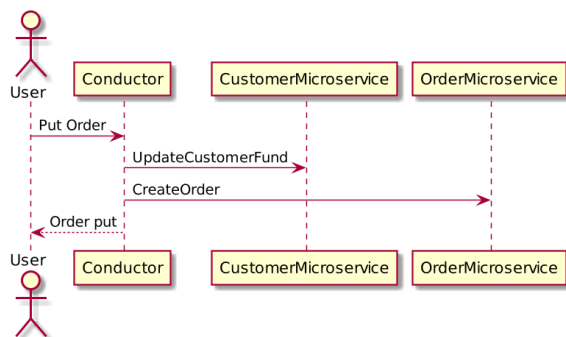 User
Conductor
CustomerMicroservice
OrderMicroservice
Put Order
UpdateCustomerFund
CreateOrder
Order put
User
Conductor
CustomerMicroservice
OrderMicroservice